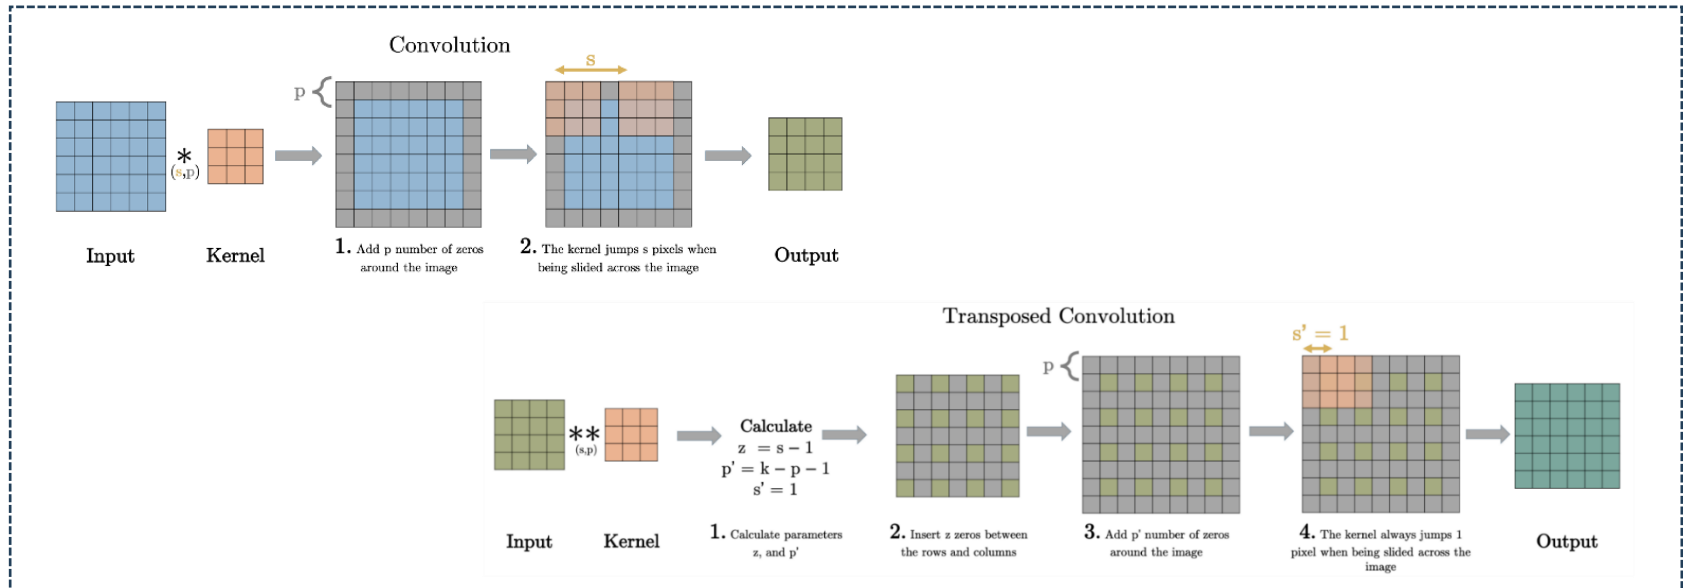 Convolution
s
p {
*
(s,p)
Input
Kernel
1. Add p number of zeros
around the image
2. The kernel jumps s pixels when
being slided across the image
Output
Transposed Convolution
s' = 1
p {
**
(s,p)
Calculate
z = s − 1
p' = k − p − 1
s' = 1
Input
Kernel
1. Calculate parameters
z, and p'
2. Insert z zeros between
the rows and columns
3. Add p' number of zeros
around the image
4. The kernel always jumps 1
pixel when being slided across the
image
Output